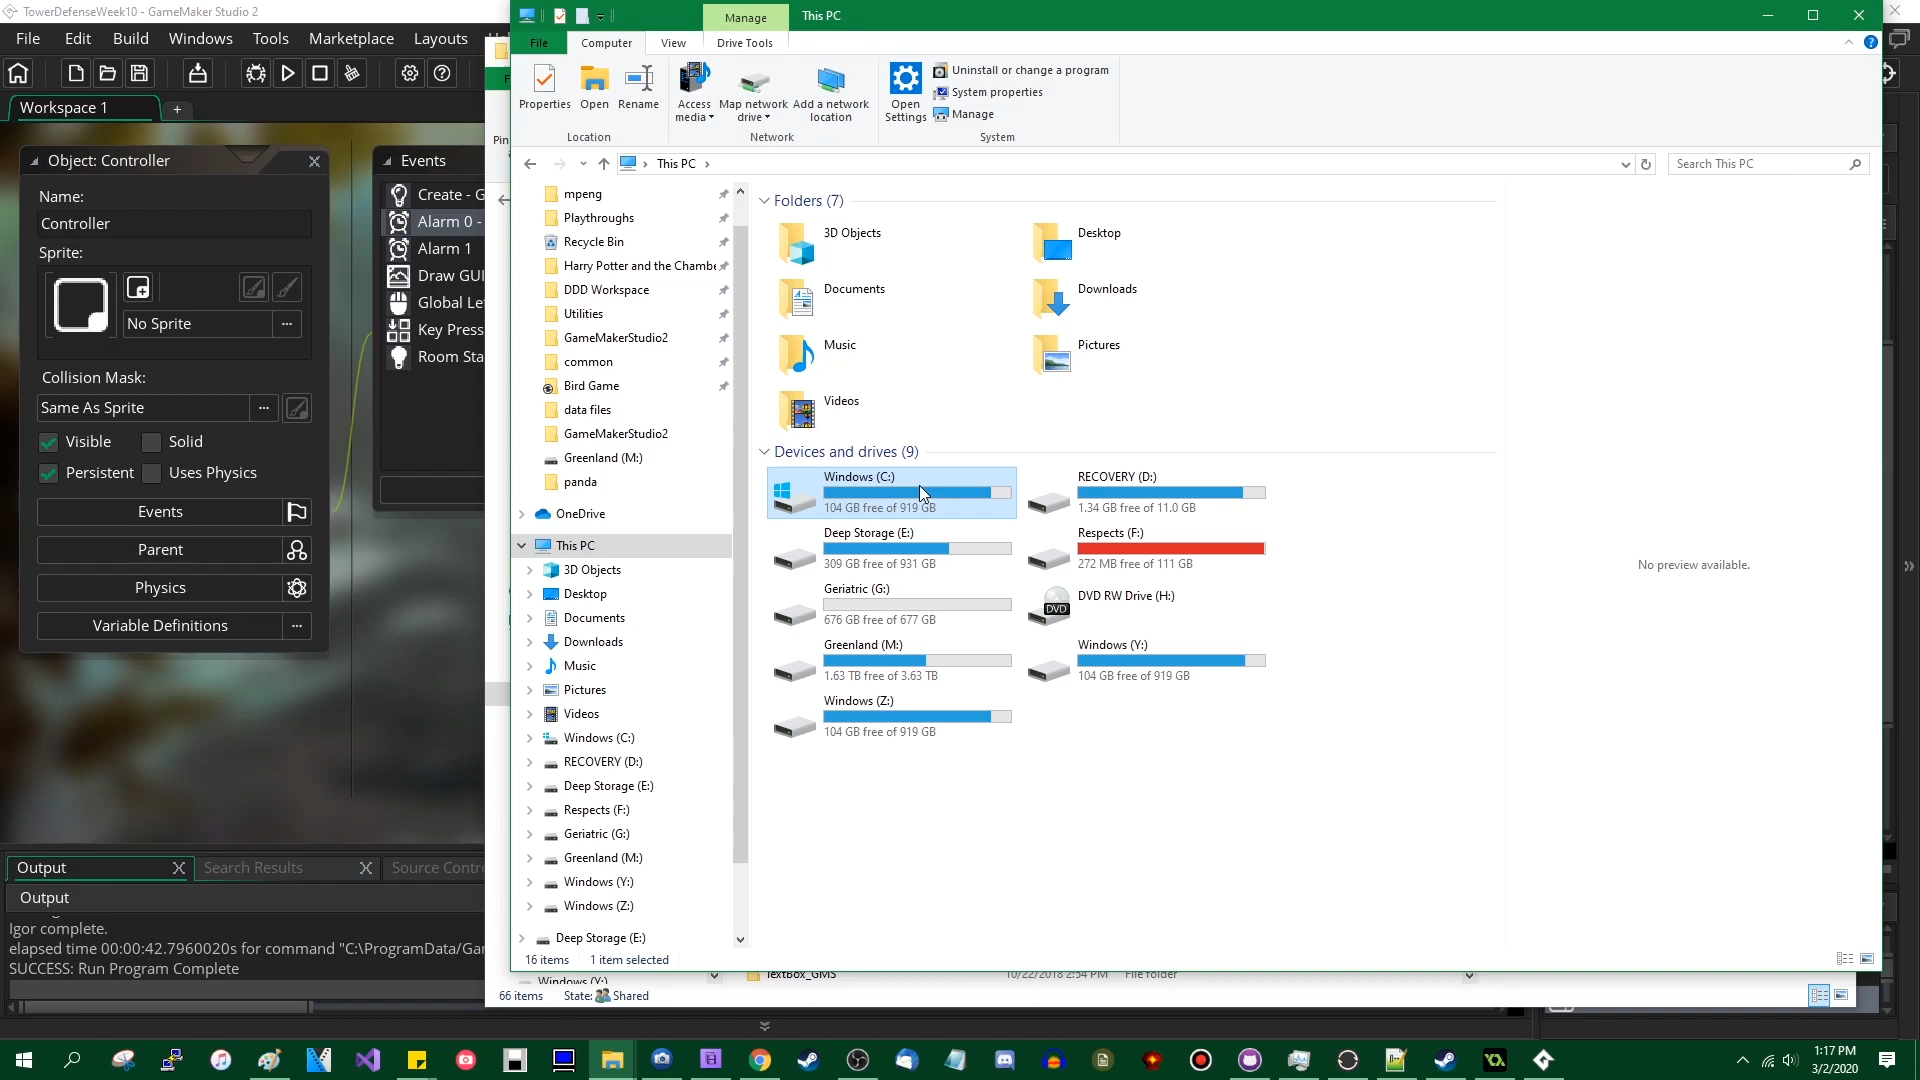 TowerDefenseWeek10 - GameMaker Studio 2
File Edit Build Windows Tools Marketplace Layouts
Workspace 1 +
Object: Controller
Name:
Controller
Sprite:
No Sprite
Collision Mask:
Same As Sprite
Visible Solid
Persistent Uses Physics
Events
Parent
Physics
Variable Definitions
Events
Create - G
Alarm 0 -
Alarm 1
Draw GUI
Global Le
Key Press
Room Sta
Output
Search Results
Source Contr
Output
Igor complete.
elapsed time 00:00:42.7960020s for command "C:\ProgramData/Gam
SUCCESS: Run Program Complete
Manage This PC
File Computer View Drive Tools
Properties
Open
Rename
Location
Access media
Map network drive
Add a network location
Network
Open Settings
Uninstall or change a program
System properties
Manage
System
Pin
This PC
Search This PC
mpeng
Playthroughs
Recycle Bin
Harry Potter and the Chambe
DDD Workspace
Utilities
GameMakerStudio2
common
Bird Game
data files
GameMakerStudio2
Greenland (M:)
panda
OneDrive
This PC
3D Objects
Desktop
Documents
Downloads
Music
Pictures
Videos
Windows (C:)
RECOVERY (D:)
Deep Storage (E:)
Respects (F:)
Geriatric (G:)
Greenland (M:)
Windows (Y:)
Windows (Z:)
Deep Storage (E:)
Folders (7)
3D Objects
Desktop
Documents
Downloads
Music
Pictures
Videos
Devices and drives (9)
Windows (C:)
104 GB free of 919 GB
RECOVERY (D:)
1.34 GB free of 11.0 GB
Deep Storage (E:)
309 GB free of 931 GB
Respects (F:)
272 MB free of 111 GB
Geriatric (G:)
676 GB free of 677 GB
DVD RW Drive (H:)
DVD
Greenland (M:)
1.63 TB free of 3.63 TB
Windows (Y:)
104 GB free of 919 GB
Windows (Z:)
104 GB free of 919 GB
No preview available.
16 items 1 item selected
Windows (Y:)
TextBox_GMS 10/22/2018 2:54 PM File folder
66 items State: Shared
1:17 PM
3/2/2020